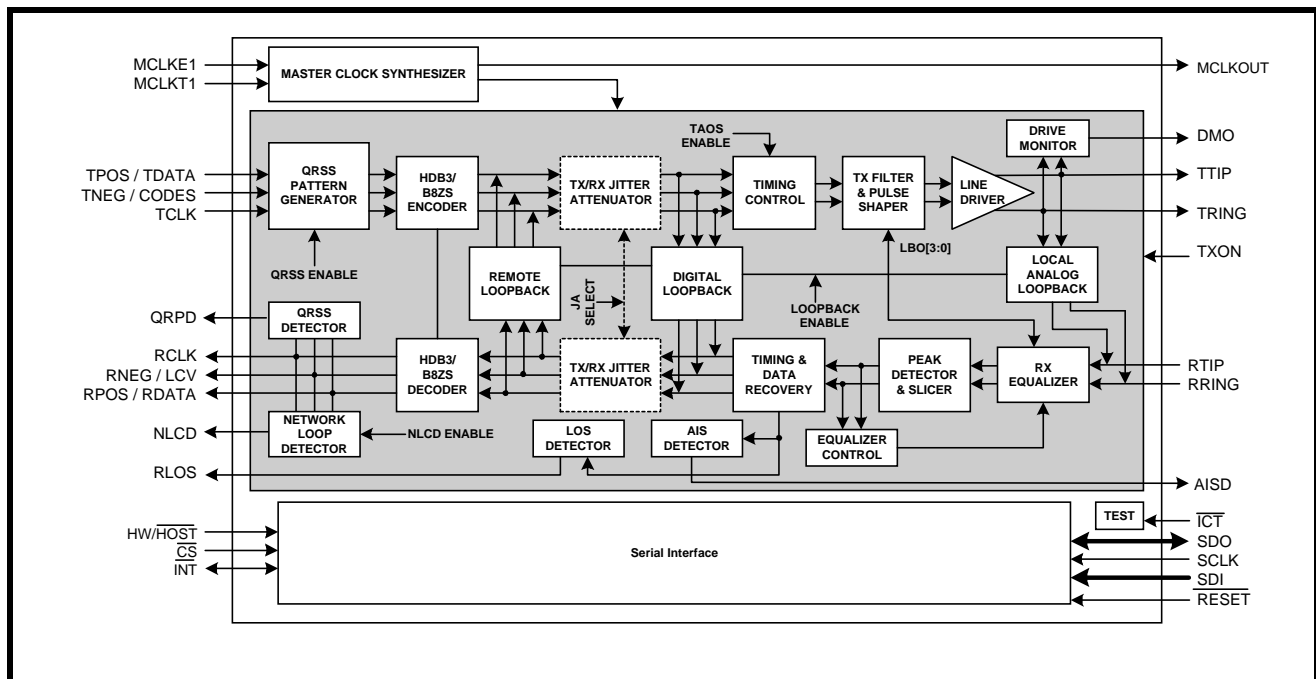 MCLKE1
MCLKT1
MASTER CLOCK SYNTHESIZER
MCLKOUT
TAOS
ENABLE
DRIVE
MONITOR
DMO
TPOS / TDATA
TNEG / CODES
TCLK
QRSS
PATTERN
GENERATOR
HDB3/
B8ZS
ENCODER
TX/RX JITTER
ATTENUATOR
TIMING
CONTROL
TX FILTER
& PULSE
SHAPER
LINE
DRIVER
TTIP
TRING
QRSS ENABLE
REMOTE
LOOPBACK
JA
SELECT
DIGITAL
LOOPBACK
LOOPBACK
ENABLE
LBO[3:0]
LOCAL
ANALOG
LOOPBACK
TXON
QRPD
RCLK
RNEG / LCV
RPOS / RDATA
NLCD
RLOS
QRSS
DETECTOR
NETWORK
LOOP
DETECTOR
NLCD ENABLE
HDB3/
B8ZS
DECODER
TX/RX JITTER
ATTENUATOR
TIMING &
DATA
RECOVERY
PEAK
DETECTOR
& SLICER
RX
EQUALIZER
RTIP
RRING
LOS
DETECTOR
AIS
DETECTOR
EQUALIZER
CONTROL
AISD
HW/HOST
CS
INT
Serial Interface
TEST
ICT
SDO
SCLK
SDI
RESET